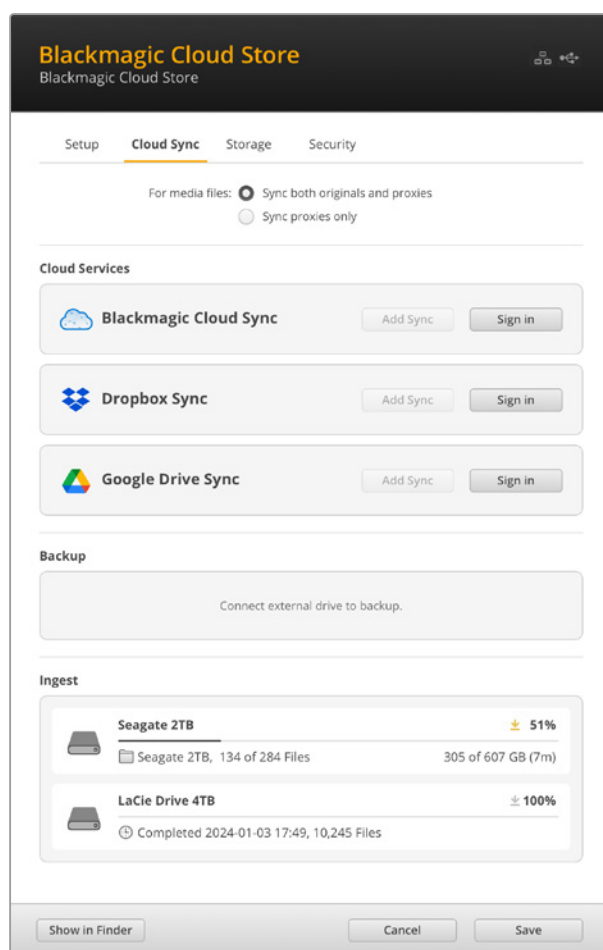 Blackmagic Cloud Store
Blackmagic Cloud Store
Setup Cloud Sync Storage Security
For media files: Sync both originals and proxies
Sync proxies only
Cloud Services
Blackmagic Cloud Sync Add Sync Sign in
Dropbox Sync Add Sync Sign in
Google Drive Sync Add Sync Sign in
Backup
Connect external drive to backup.
Ingest
Seagate 2TB 51%
Seagate 2TB, 134 of 284 Files 305 of 607 GB (7m)
LaCie Drive 4TB 100%
Completed 2024-01-03 17:49, 10,245 Files
Show in Finder Cancel Save